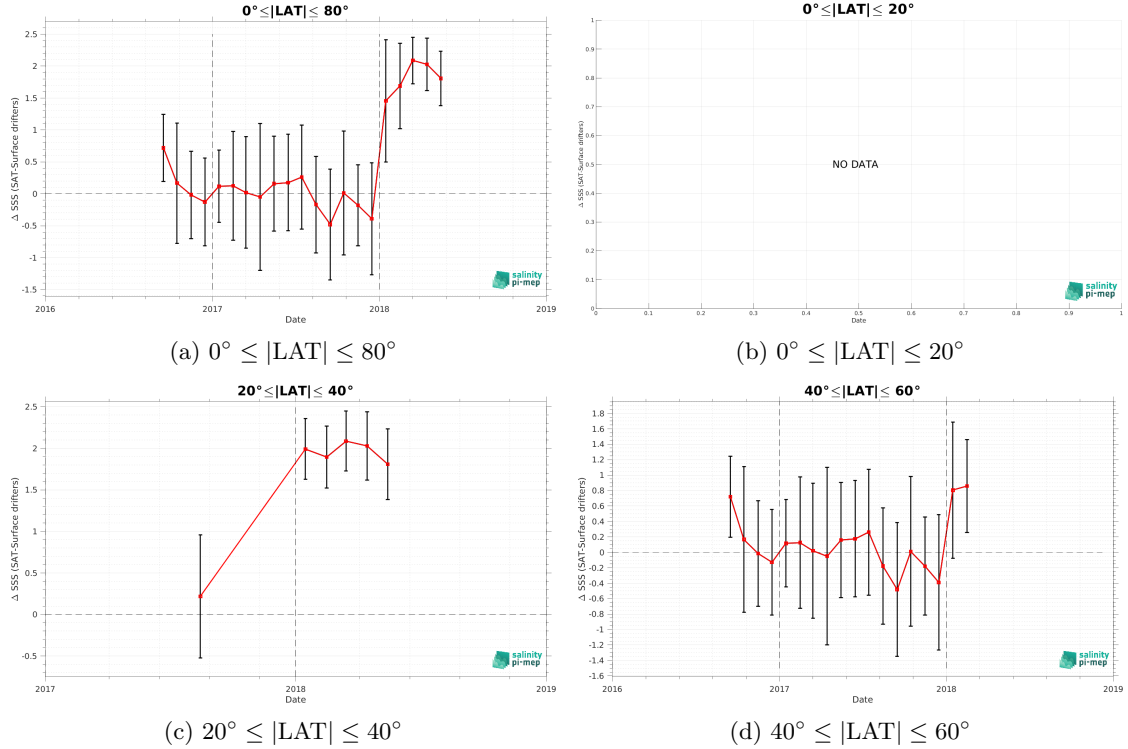 0°≤|LAT|≤ 80°
Δ SSS (SAT-Surface drifters)
2.5
2
1.5
1
0.5
0
-0.5
-1
-1.5
2016 2017 2018 2019
Date
salinity
pi-mep
(a) 0° ≤ |LAT| ≤ 80°
0°≤|LAT|≤ 20°
Δ SSS (SAT-Surface drifters)
1
0.9
0.8
0.7
0.6
0.5
0.4
0.3
0.2
0.1
0
NO DATA
0 0.1 0.2 0.3 0.4 0.5 0.6 0.7 0.8 0.9 1
Date
salinity
pi-mep
(b) 0° ≤ |LAT| ≤ 20°
20°≤|LAT|≤ 40°
Δ SSS (SAT-Surface drifters)
2.5
2
1.5
1
0.5
0
-0.5
2017 2018 2019
Date
salinity
pi-mep
(c) 20° ≤ |LAT| ≤ 40°
40°≤|LAT|≤ 60°
Δ SSS (SAT-Surface drifters)
1.8
1.6
1.4
1.2
1
0.8
0.6
0.4
0.2
0
-0.2
-0.4
-0.6
-0.8
-1
-1.2
-1.4
-1.6
2016 2017 2018 2019
Date
salinity
pi-mep
(d) 40° ≤ |LAT| ≤ 60°